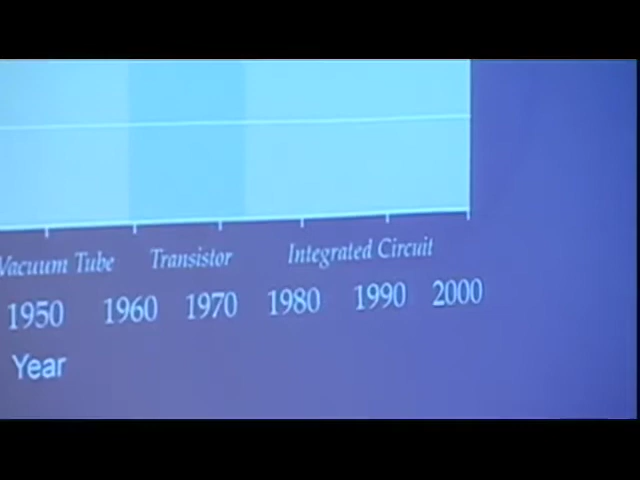 Vacuum Tube Transistor Integrated Circuit
1950 1960 1970 1980 1990 2000
Year